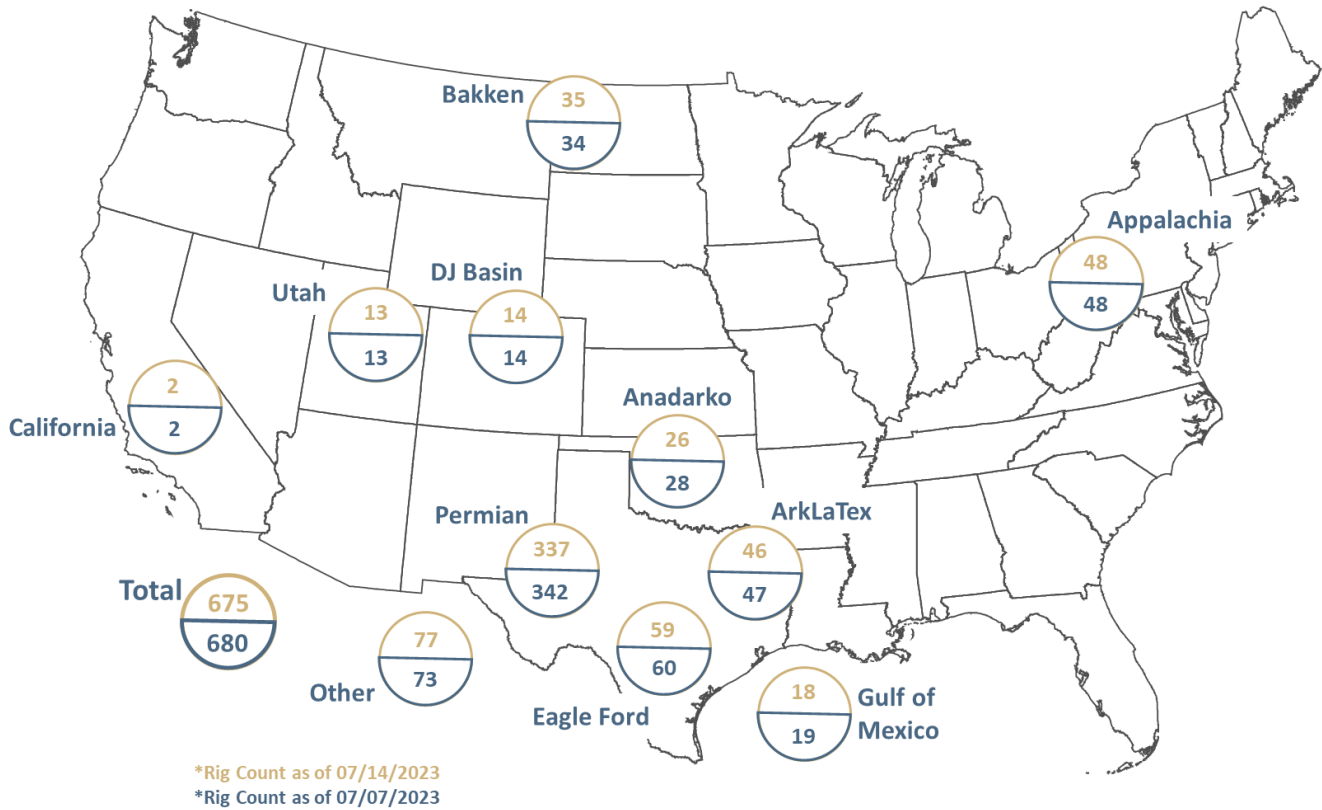 Bakken
35
34
Appalachia
48
48
DJ Basin
14
14
Utah
13
13
California
2
2
Anadarko
26
28
ArkLaTex
46
47
Permian
337
342
Total
675
680
Other
77
73
Eagle Ford
59
60
Gulf of
Mexico
18
19
*Rig Count as of 07/14/2023
*Rig Count as of 07/07/2023